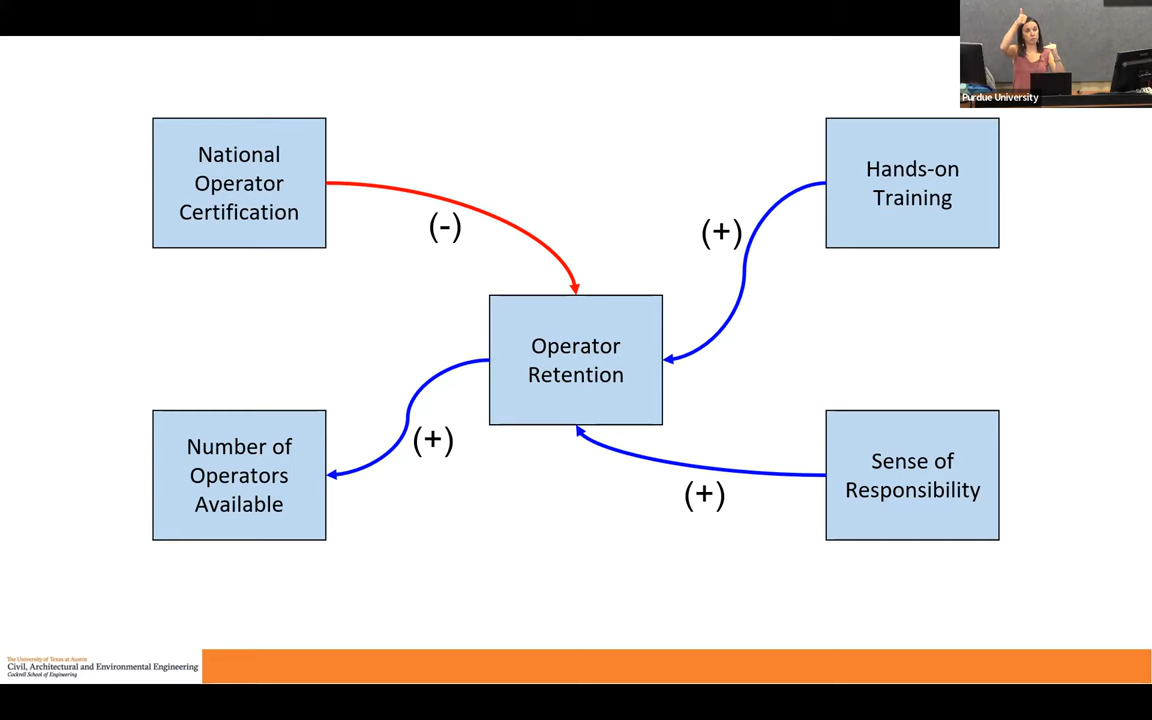 Purdue University
National
Operator
Certification
(-)
Hands-on
Training
(+)
Operator
Retention
Number of
Operators
Available
(+)
Sense of
Responsibility
(+)
The University of Texas at Austin
Civil, Architectural and Environmental Engineering
Cockrell School of Engineering